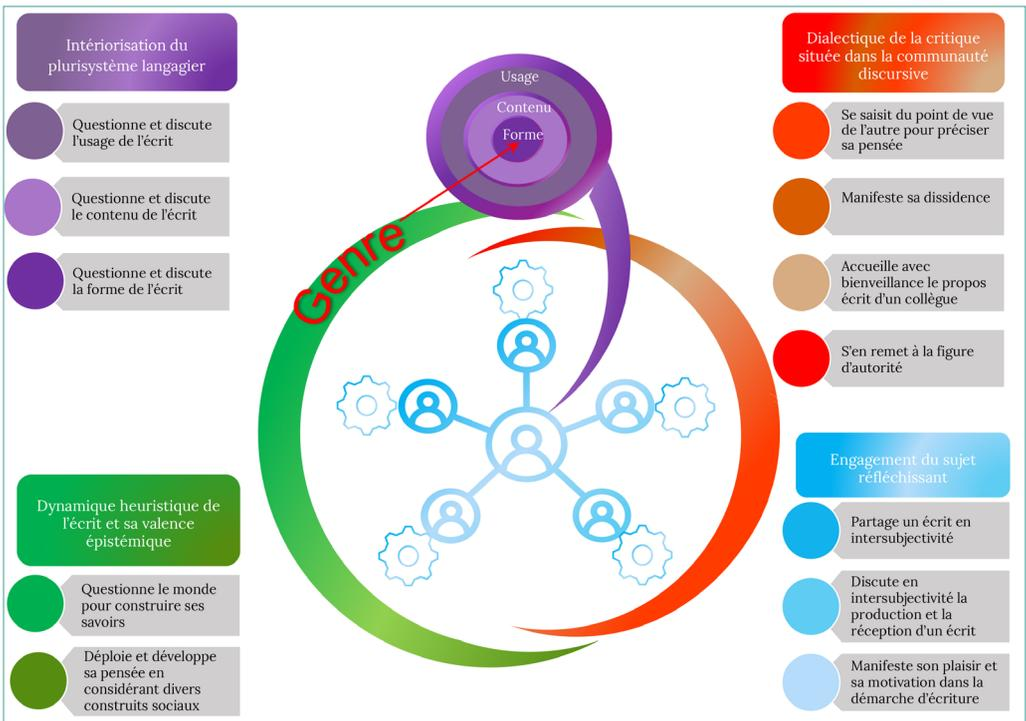 Intériorisation du
plurisystème langagier
Questionne et discute
l'usage de l'écrit
Questionne et discute
le contenu de l'écrit
Questionne et discute
la forme de l'écrit
Dynamique heuristique de
l'écrit et sa valence
épistémique
Questionne le monde
pour construire ses
savoirs
Déploie et développe
sa pensée en
considérant divers
construits sociaux
Usage
Contenu
Forme
Genre
Dialectique de la critique
située dans la communauté
discursive
Se saisit du point de vue
de l'autre pour préciser
sa pensée
Manifeste sa dissidence
Accueille avec
bienveillance le propos
écrit d'un collègue
S'en remet à la figure
d'autorité
Engagement du sujet
réfléchissant
Partage un écrit en
intersubjectivité
Discute en
intersubjectivité la
production et la
réception d'un écrit
Manifeste son plaisir et
sa motivation dans la
démarche d'écriture